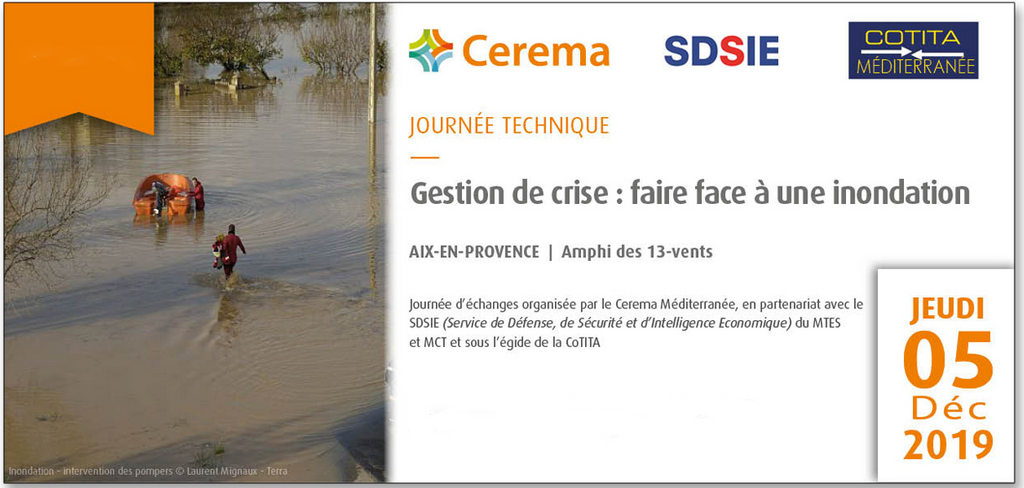 Cerema
SDSIE
COTITA
MÉDITERRANÉE
JOURNÉE TECHNIQUE
Gestion de crise : faire face à une inondation
AIX-EN-PROVENCE | Amphi des 13-vents
Journée d'échanges organisée par le Cerema Méditerranée, en partenariat avec le
SDSIE (Service de Défense, de Sécurité et d'Intelligence Economique) du MTES
et MCT et sous l'égide de la CoTITA
JEUDI
05
Déc
2019
Inondation - intervention des pompers © Laurent Mignaux - Terra